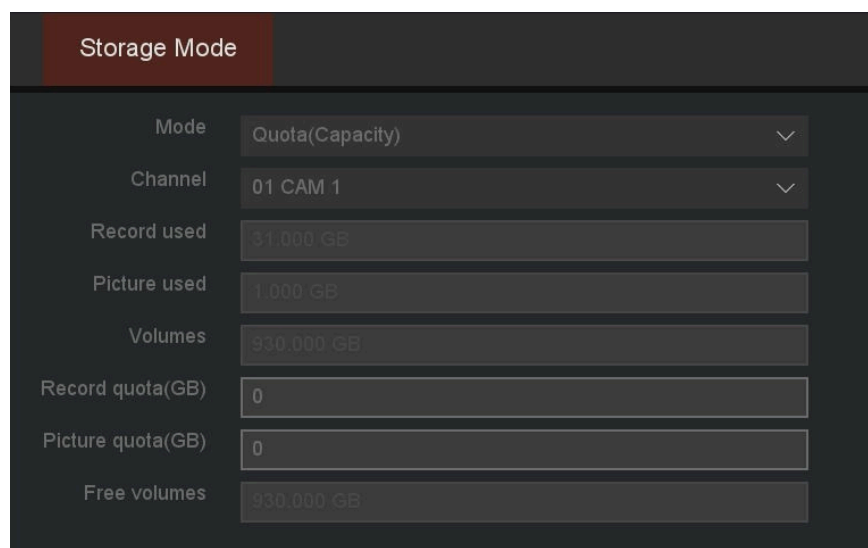 Storage Mode
Mode Quota(Capacity)
Channel 01 CAM 1
Record used 31.000 GB
Picture used 1.000 GB
Volumes 930.000 GB
Record quota(GB) 0
Picture quota(GB) 0
Free volumes 930.000 GB